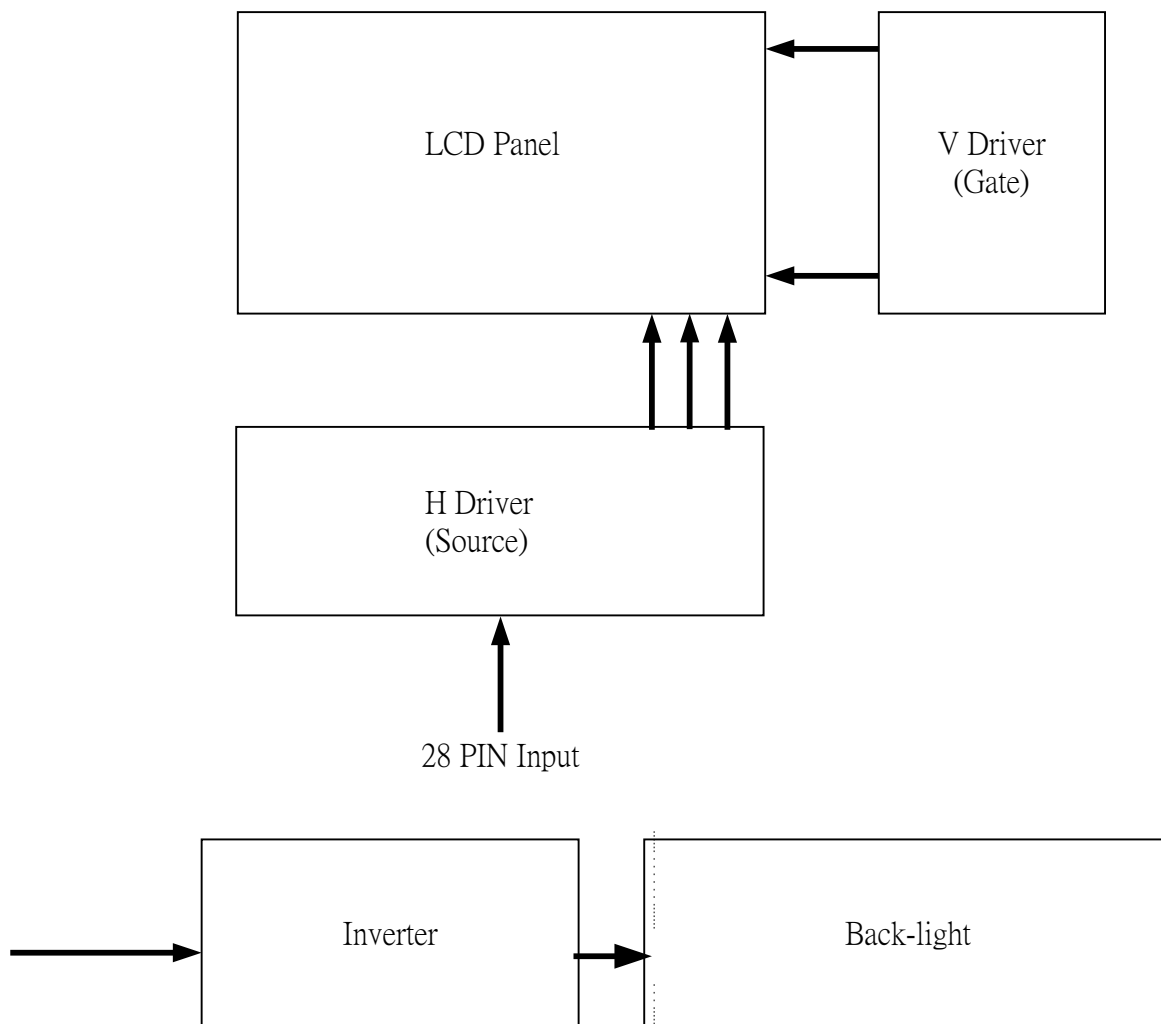 LCD Panel
V Driver
(Gate)
H Driver
(Source)
28 PIN Input
Inverter
Back-light